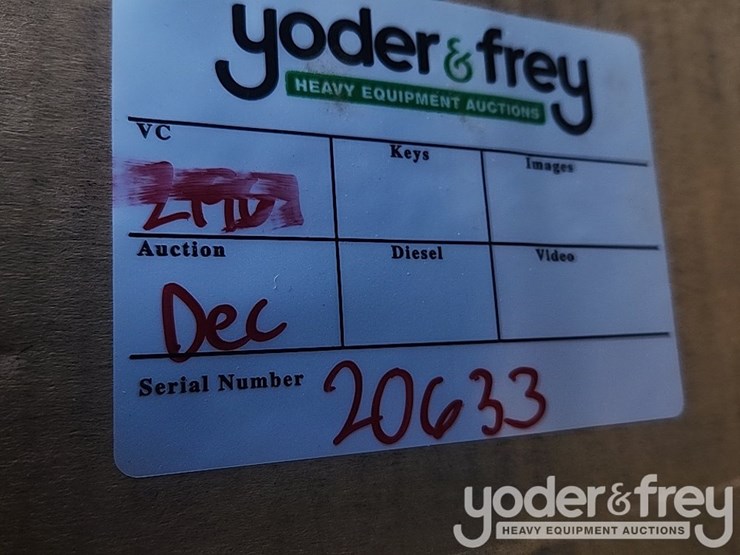 yoder & frey
HEAVY EQUIPMENT AUCTIONS
VC Keys Images
Auction Diesel Video
Dec
Serial Number 20633
yoder & frey
HEAVY EQUIPMENT AUCTIONS